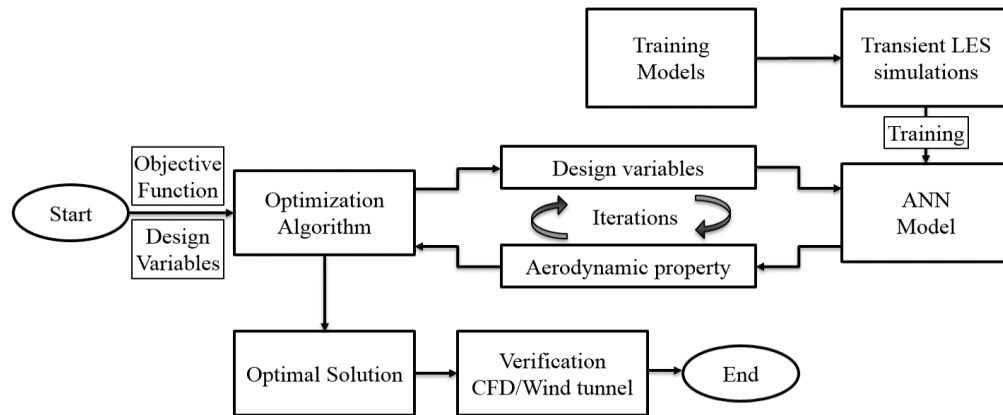 Training
Models
Transient LES
simulations
Training
Objective
Function
Start
Design
Variables
Optimization
Algorithm
Design variables
Iterations
Aerodynamic property
ANN
Model
Optimal Solution
Verification
CFD/Wind tunnel
End